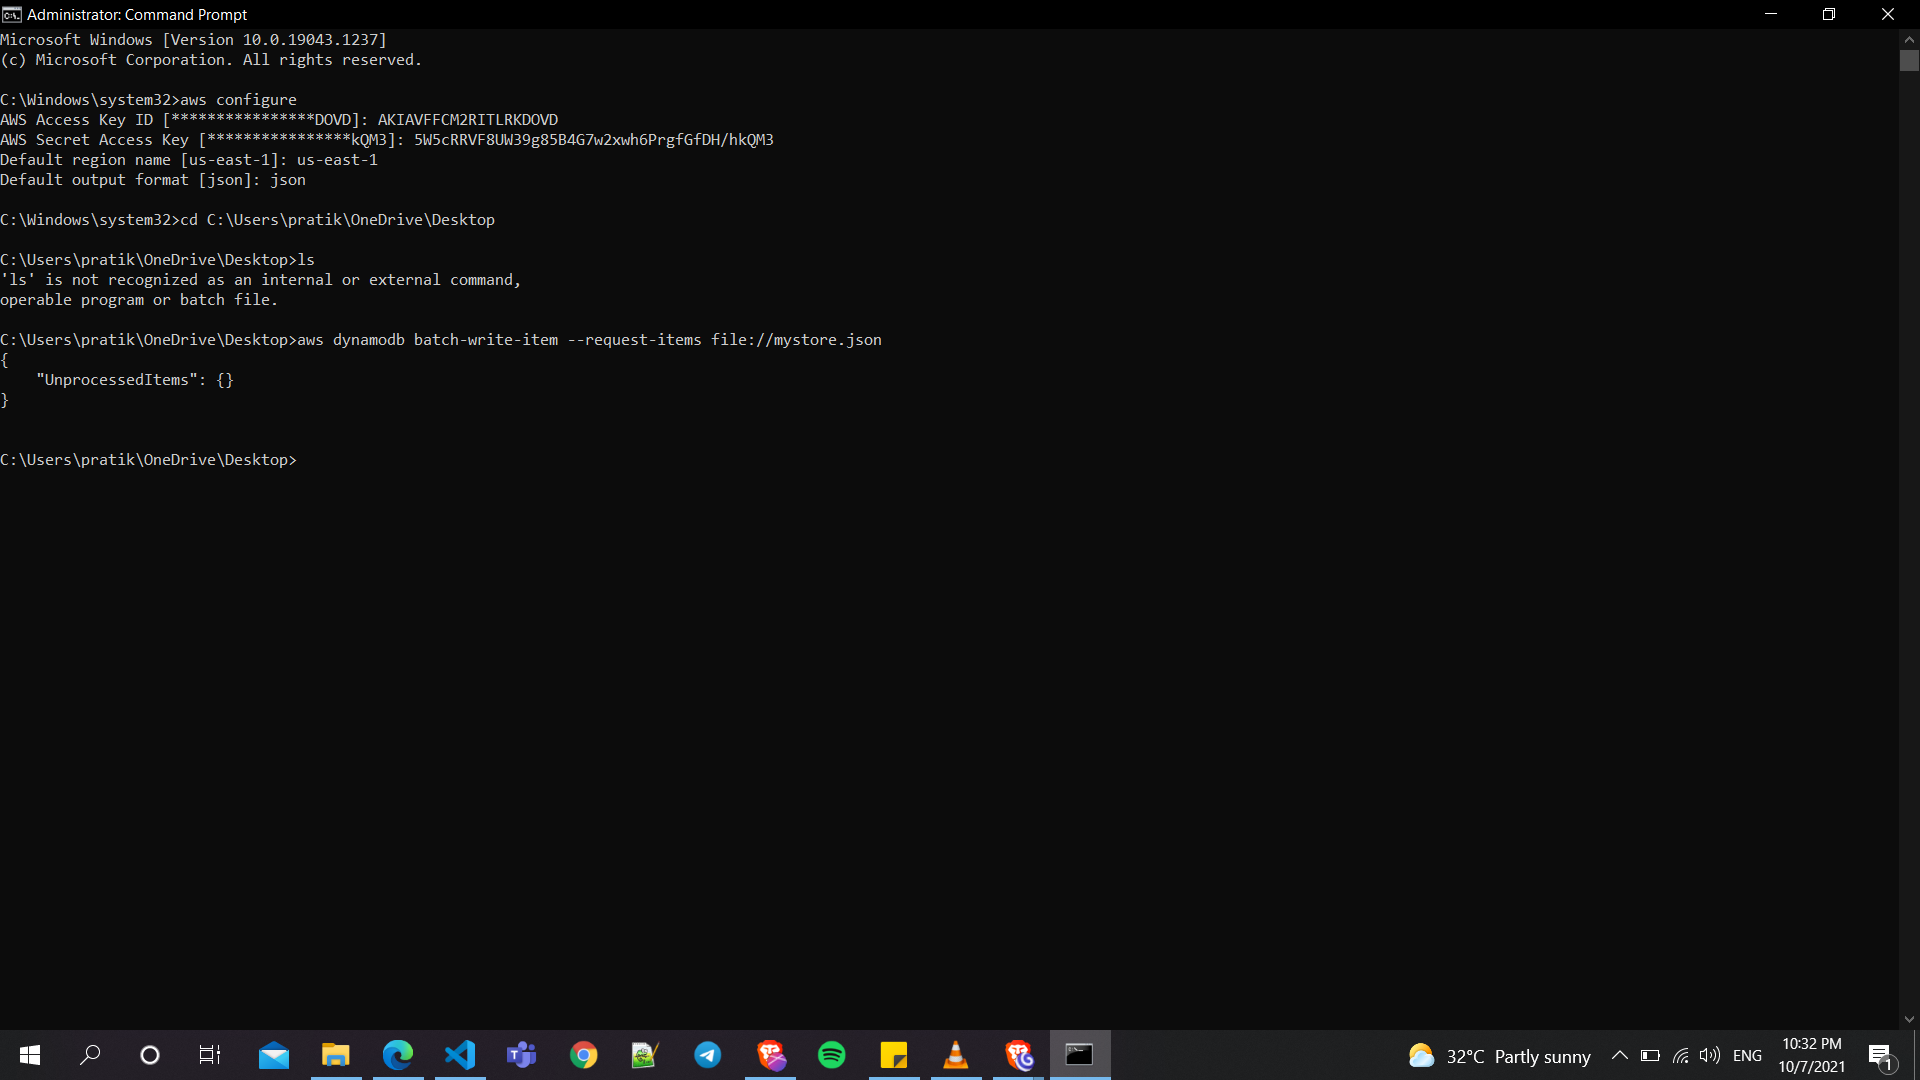 Administrator: Command Prompt
Microsoft Windows [Version 10.0.19043.1237]
(c) Microsoft Corporation. All rights reserved.
C:\Windows\system32>aws configure
AWS Access Key ID [****************DOVD]: AKIAVFFCM2RITLRKDOVD
AWS Secret Access Key [****************kQM3]: 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
Default region name [us-east-1]: us-east-1
Default output format [json]: json
C:\Windows\system32>cd C:\Users\pratik\OneDrive\Desktop
C:\Users\pratik\OneDrive\Desktop>ls
'ls' is not recognized as an internal or external command,
operable program or batch file.
C:\Users\pratik\OneDrive\Desktop>aws dynamodb batch-write-item --request-items file://mystore.json
{
    "UnprocessedItems": {}
}
C:\Users\pratik\OneDrive\Desktop>
32°C Partly sunny
ENG
10:32 PM
10/7/2021
1